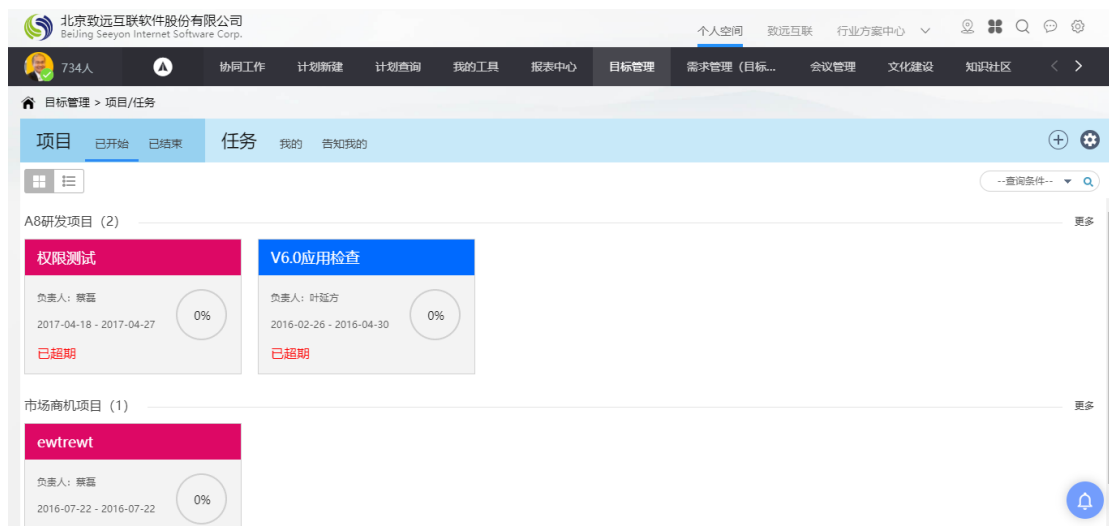 北京致远互联软件股份有限公司
BeiJing Seeyon Internet Software Corp.
个人空间 致远互联 行业方案中心
734人 协同工作 计划新建 计划查询 我的工具 报表中心 目标管理 需求管理（目标... 会议管理 文化建设 知识社区
目标管理 > 项目/任务
项目 已开始 已结束 任务 我的 告知我的
--查询条件--
A8研发项目（2） 更多
权限测试 V6.0应用检查
负责人：蔡磊 负责人：叶延方
2017-04-18 - 2017-04-27 0% 2016-02-26 - 2016-04-30 0%
已超期 已超期
市场商机项目（1） 更多
ewtrewt
负责人：蔡磊
2016-07-22 - 2016-07-22 0%